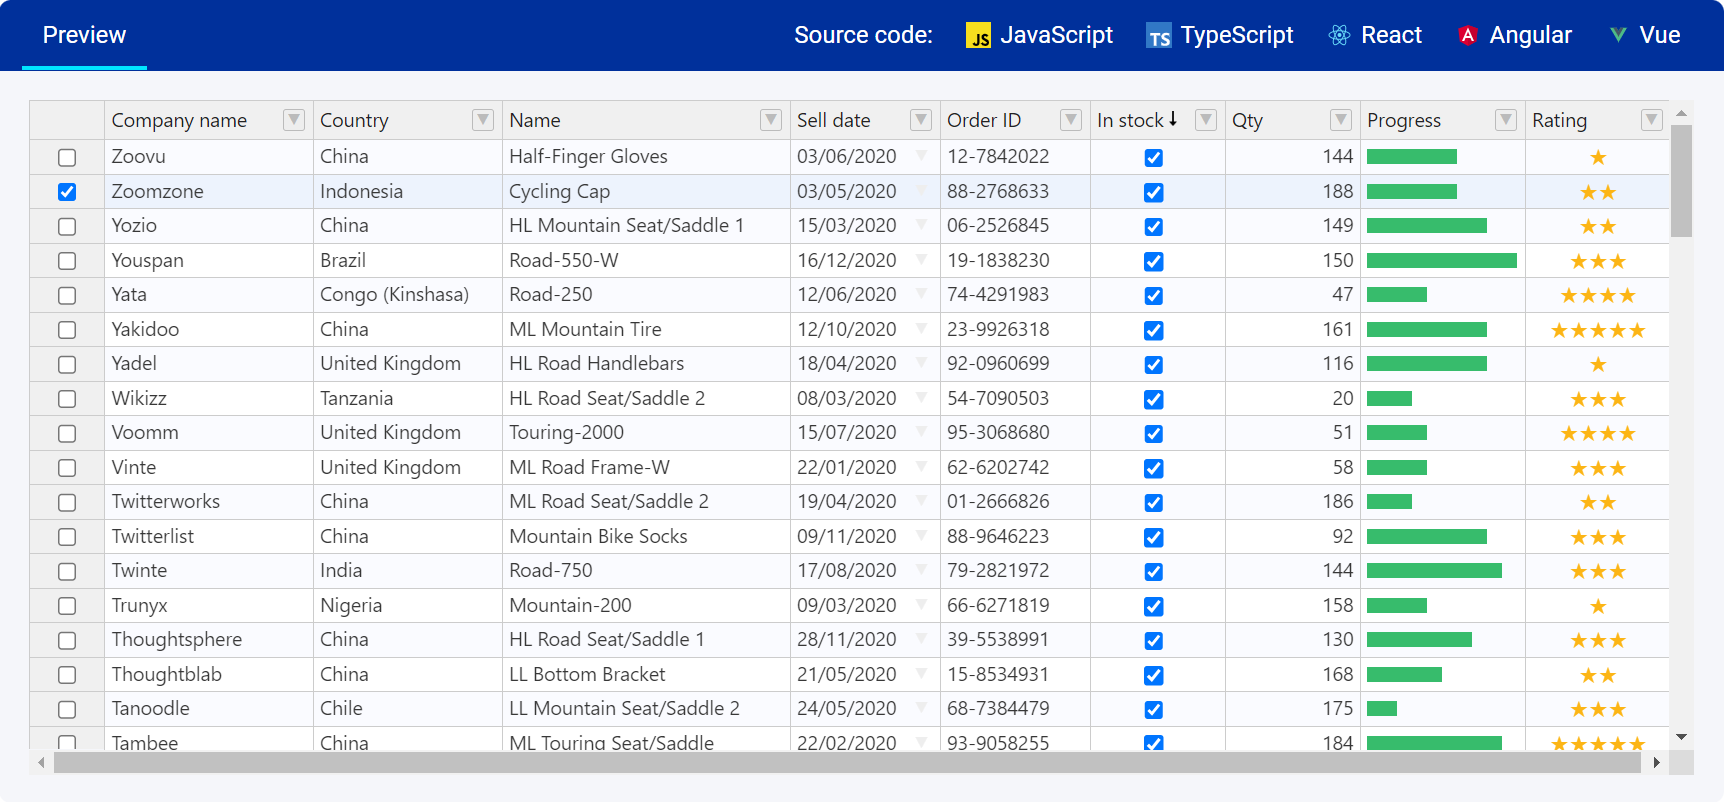 Preview Source code: JS JavaScript TS TypeScript React A Angular Vue
Company name Country Name Sell date Order ID In stock Qty Progress Rating
Zoovu China Half-Finger Gloves 03/06/2020 12-7842022 144
Zoomzone Indonesia Cycling Cap 03/05/2020 88-2768633 188
Yozio China HL Mountain Seat/Saddle 1 15/03/2020 06-2526845 149
Youspan Brazil Road-550-W 16/12/2020 19-1838230 150
Yata Congo (Kinshasa) Road-250 12/06/2020 74-4291983 47
Yakidoo China ML Mountain Tire 12/10/2020 23-9926318 161
Yadel United Kingdom HL Road Handlebars 18/04/2020 92-0960699 116
Wikizz Tanzania HL Road Seat/Saddle 2 08/03/2020 54-7090503 20
Voomm United Kingdom Touring-2000 15/07/2020 95-3068680 51
Vinte United Kingdom ML Road Frame-W 22/01/2020 62-6202742 58
Twitterworks China ML Road Seat/Saddle 2 19/04/2020 01-2666826 186
Twitterlist China Mountain Bike Socks 09/11/2020 88-9646223 92
Twinte India Road-750 17/08/2020 79-2821972 144
Trunyx Nigeria Mountain-200 09/03/2020 66-6271819 158
Thoughtsphere China HL Road Seat/Saddle 1 28/11/2020 39-5538991 130
Thoughtblab China LL Bottom Bracket 21/05/2020 15-8534931 168
Tanoodle Chile LL Mountain Seat/Saddle 2 24/05/2020 68-7384479 175
Tambee China ML Touring Seat/Saddle 22/02/2020 93-9058255 184